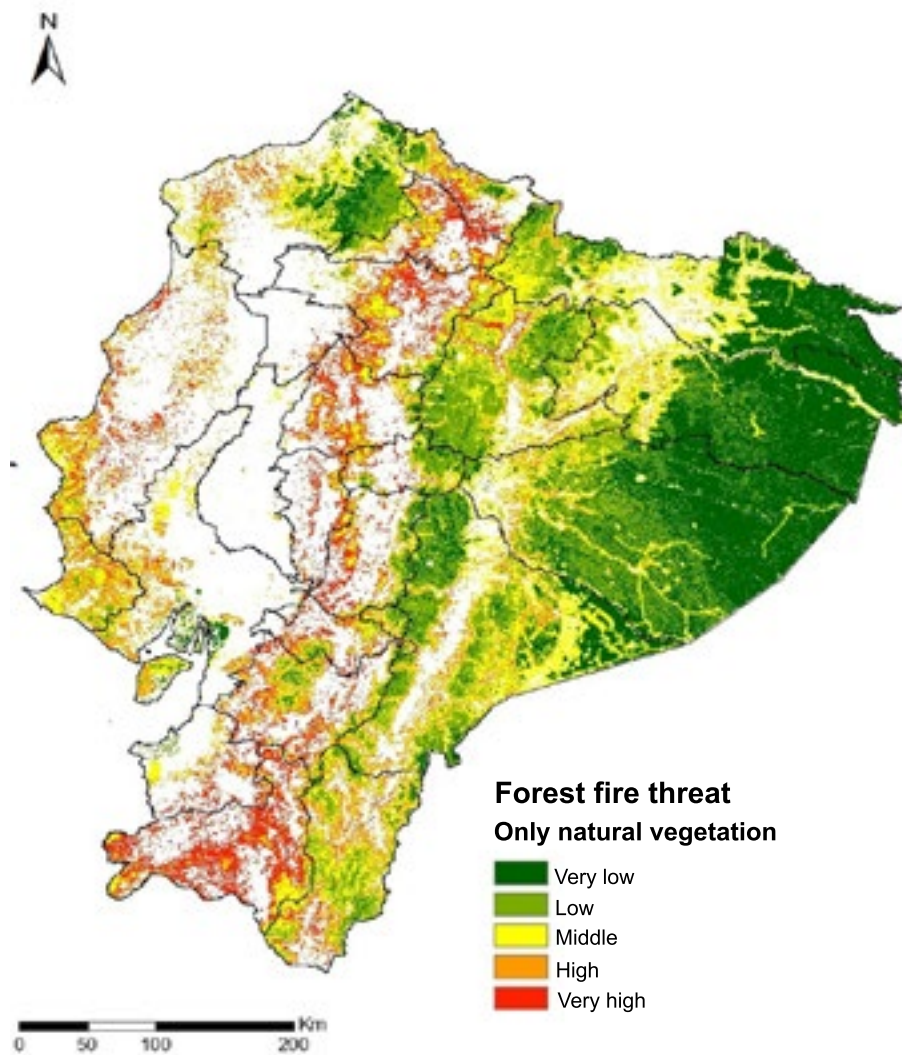 N
Forest fire threat
Only natural vegetation
Very low
Low
Middle
High
Very high
Km
0 50 100 200